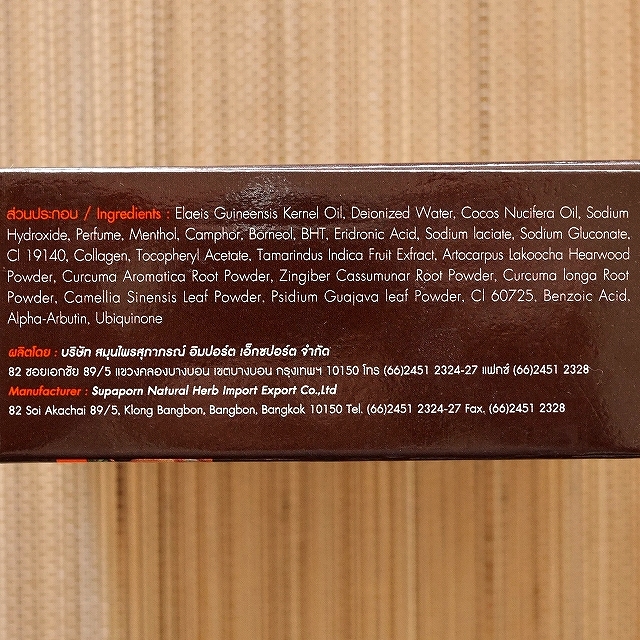 ส่วนประกอบ / Ingredients : Elaeis Guineensis Kernel Oil, Deionized Water, Cocos Nucifera Oil, Sodium
Hydroxide, Perfume, Menthol, Camphor, Borneol, BHT, Eridronic Acid, Sodium laciate, Sodium Gluconate,
CI 19140, Collagen, Tocopheryl Acetate, Tamarindus Indica Fruit Exfract, Artocarpus Lakoocha Hearwood
Powder, Curcuma Aromatica Root Powder, Zingiber Cassumunar Root Powder, Curcuma longa Root
Powder, Camellia Sinensis Leaf Powder, Psidium Guajava leaf Powder, CI 60725, Benzoic Acid,
Alpha-Arbutin, Ubiquinone
ผลิตโดย : บริษัท สมุนไพรสุภาภรณ์ อิมปอร์ต เอ็กซปอร์ต จำกัด
82 ซอยเอกชัย 89/5 แขวงคลองบางบอน เขตบางบอน กรุงเทพฯ 10150 โทร (66)2451 2324-27 แฟกซ์ (66)2451 2328
Manufacturer : Supaporn Natural Herb Import Export Co.,Ltd
82 Soi Akachai 89/5, Klong Bangbon, Bangbon, Bangkok 10150 Tel. (66)2451 2324-27 Fax. (66)2451 2328